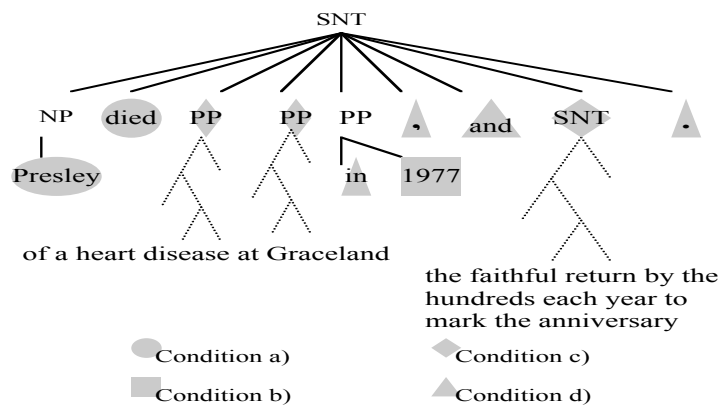 SNT
NP died PP PP PP , and SNT .
Presley in 1977
of a heart disease at Graceland
the faithful return by the
hundreds each year to
mark the anniversary
Condition a) Condition c)
Condition b) Condition d)